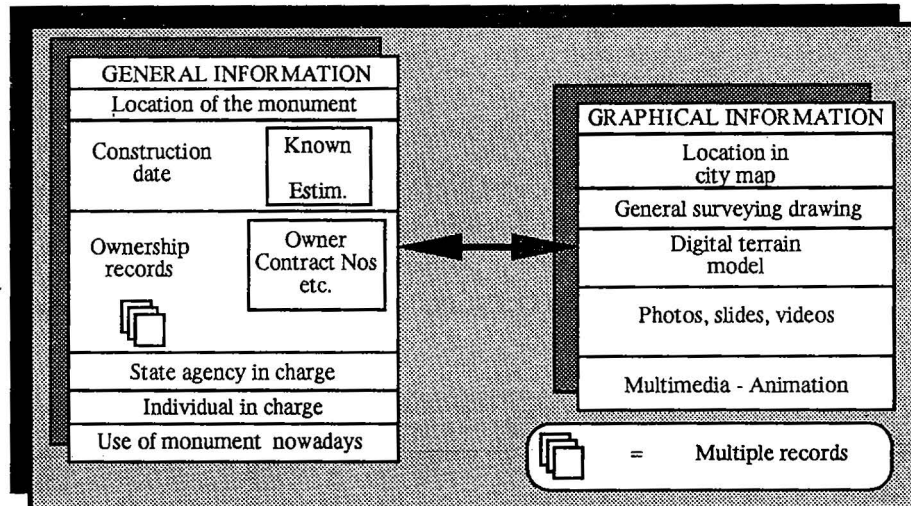 GENERAL INFORMATION
Location of the monument
Construction
date
Known
Estim.
Ownership
records
Owner
Contract Nos
etc.
State agency in charge
Individual in charge
Use of monument nowadays
GRAPHICAL INFORMATION
Location in
city map
General surveying drawing
Digital terrain
model
Photos, slides, videos
Multimedia - Animation
= Multiple records